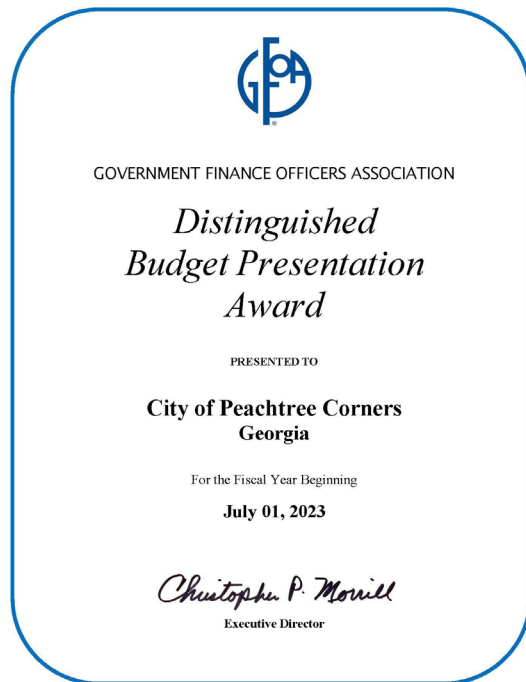 GFOA
®
GOVERNMENT FINANCE OFFICERS ASSOCIATION
Distinguished
Budget Presentation
Award
PRESENTED TO
City of Peachtree Corners
Georgia
For the Fiscal Year Beginning
July 01, 2023
Christopher P. Morrill
Executive Director